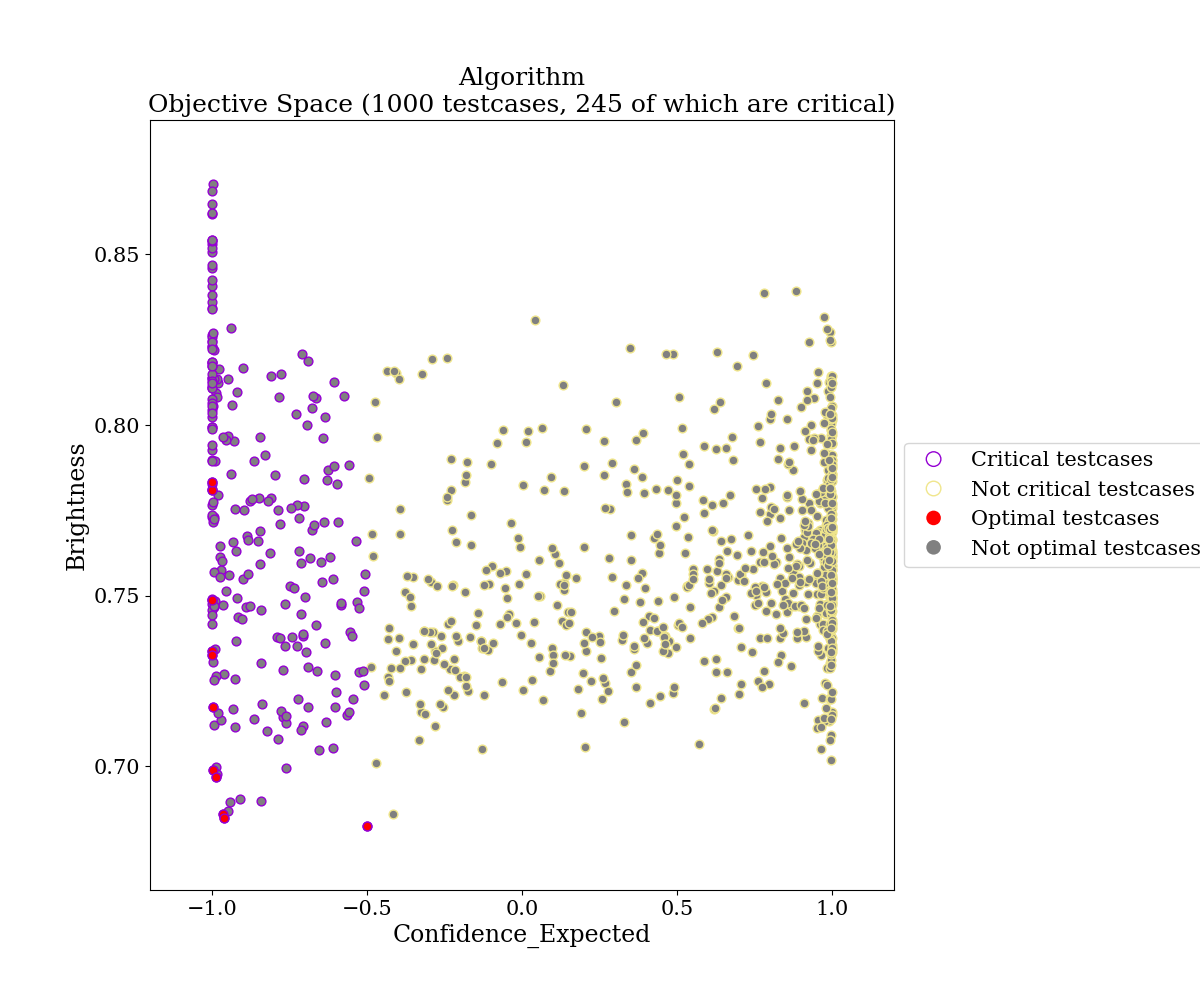 Algorithm
Objective Space (1000 testcases, 245 of which are critical)
Brightness
0.85
0.80
0.75
0.70
−1.0
−0.5
0.0
0.5
1.0
Confidence_Expected
Critical testcases
Not critical testcases
Optimal testcases
Not optimal testcases